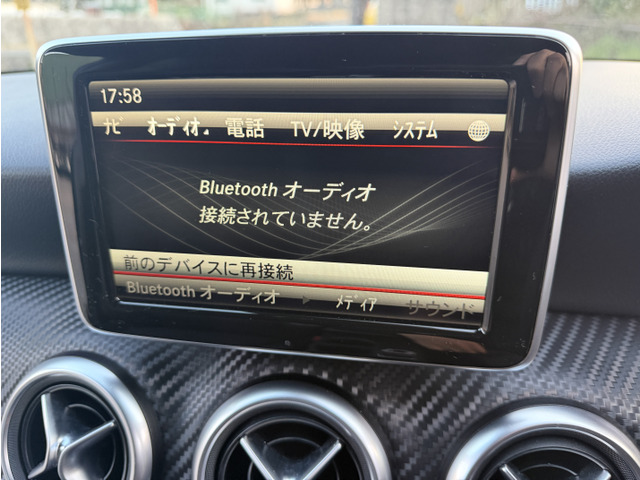 17:58
ナビ オーディオ 電話 TV/映像 システム
Bluetooth オーディオ
接続されていません。
前のデバイスに再接続
Bluetooth オーディオ メディア サウンド